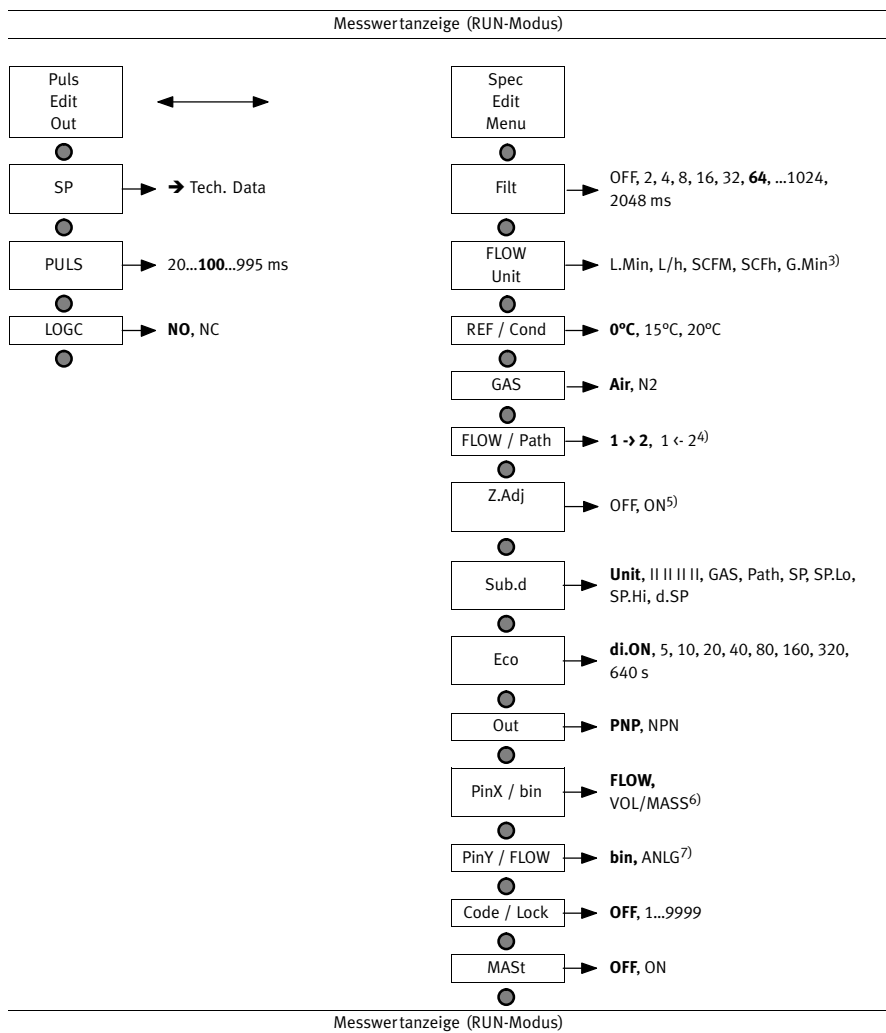 Messwertanzeige (RUN-Modus)
Puls
Edit
Out
SP
➔ Tech. Data
PULS
20...100...995 ms
LOGC
NO, NC
Spec
Edit
Menu
Filt
OFF, 2, 4, 8, 16, 32, 64, ...1024,
2048 ms
FLOW
Unit
L.Min, L/h, SCFM, SCFh, G.Min3)
REF / Cond
0°C, 15°C, 20°C
GAS
Air, N2
FLOW / Path
1 -> 2, 1 <- 24)
Z.Adj
OFF, ON5)
Sub.d
Unit, II II II II, GAS, Path, SP, SP.Lo,
SP.Hi, d.SP
Eco
di.ON, 5, 10, 20, 40, 80, 160, 320,
640 s
Out
PNP, NPN
PinX / bin
FLOW,
VOL/MASS6)
PinY / FLOW
bin, ANLG7)
Code / Lock
OFF, 1...9999
MASt
OFF, ON
Messwertanzeige (RUN-Modus)